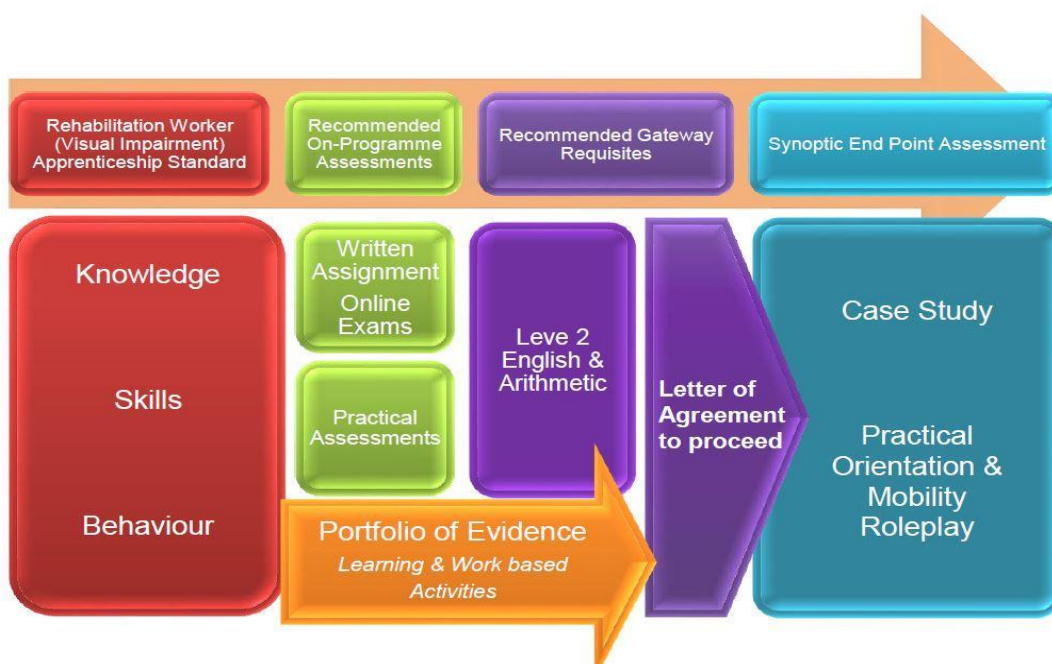 Rehabilitation Worker
(Visual Impairment)
Apprenticeship Standard
Recommended
On-Programme
Assessments
Recommended Gateway
Requisites
Synoptic End Point Assessment
Knowledge
Skills
Behaviour
Written
Assignment
Online
Exams
Practical
Assessments
Leve 2
English &
Arithmetic
Portfolio of Evidence
Learning & Work based
Activities
Letter of
Agreement
to proceed
Case Study
Practical
Orientation &
Mobility
Roleplay